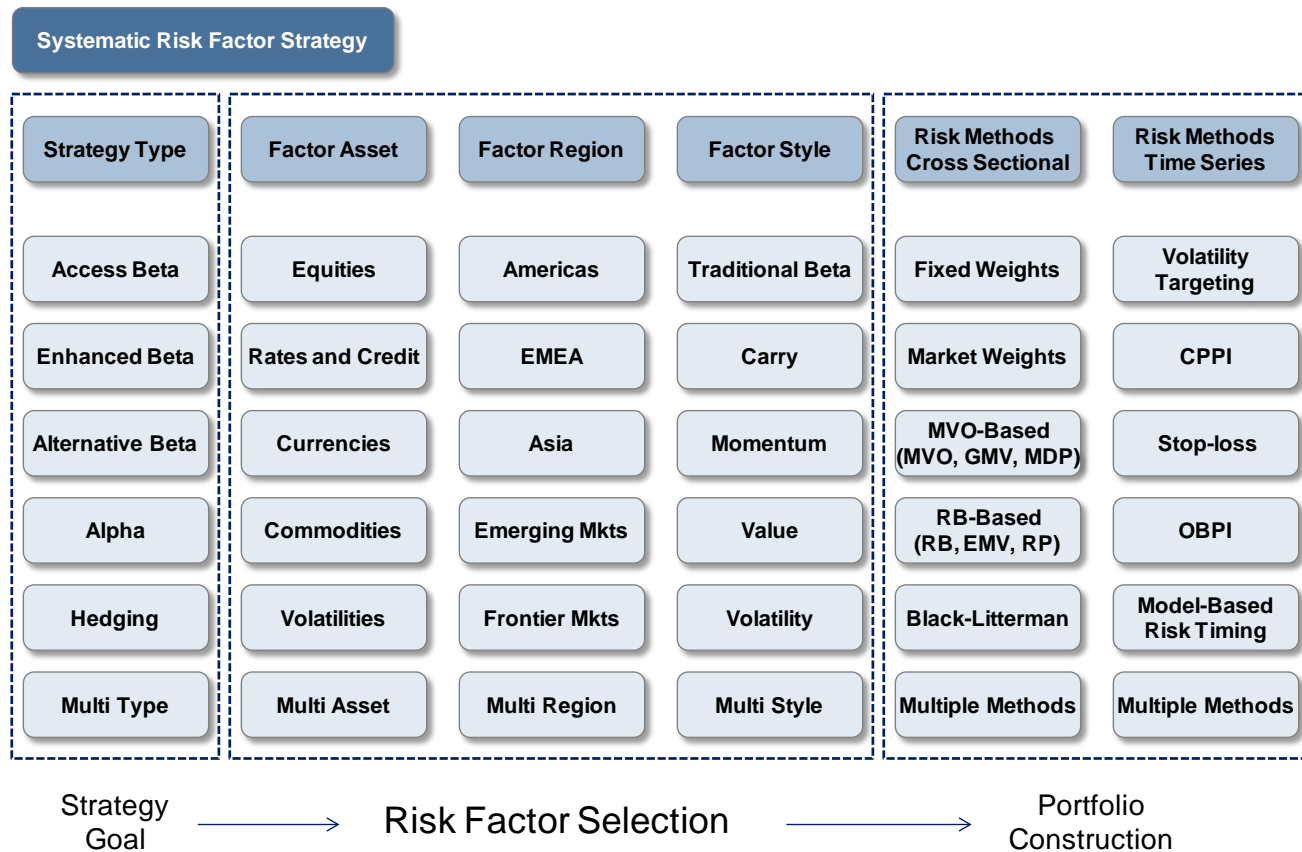 Systematic Risk Factor Strategy
Strategy Type
Factor Asset
Factor Region
Factor Style
Risk Methods
Cross Sectional
Risk Methods
Time Series
Access Beta
Equities
Americas
Traditional Beta
Fixed Weights
Volatility
Targeting
Enhanced Beta
Rates and Credit
EMEA
Carry
Market Weights
CPPI
Alternative Beta
Currencies
Asia
Momentum
MVO-Based
(MVO, GMV, MDP)
Stop-loss
Alpha
Commodities
Emerging Mkts
Value
RB-Based
(RB, EMV, RP)
OBPI
Hedging
Volatilities
Frontier Mkts
Volatility
Black-Litterman
Model-Based
Risk Timing
Multi Type
Multi Asset
Multi Region
Multi Style
Multiple Methods
Multiple Methods
Strategy
Goal
Risk Factor Selection
Portfolio
Construction